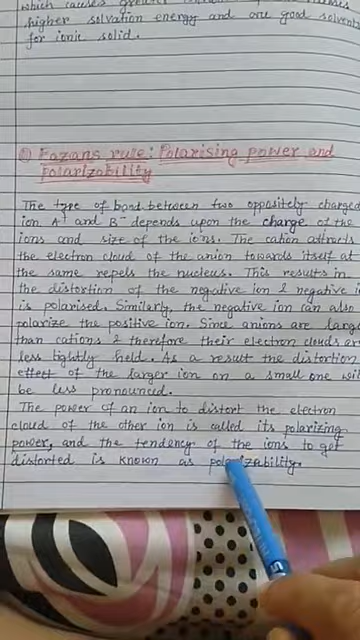 which causes
higher solvation energy and are good solvent
for ionic solid.
Fazans rule: Polarising power and
Polarizability
The type of bond between two oppositely charged
ion A⁺ and B⁻ depends upon the charge of the
ions and size of the ions. The cation attracts
the electron cloud of the anion towards itself at
the same repels the nucleus. This results in
the distortion of the negative ion & negative i
is polarised. Similarly, the negative ion can also
polarize the positive ion. Since anions are larg
than cations & therefore their electron clouds ar
less tightly held. As a result the distortion
effect of the larger ion on a small one wil
be less pronounced.
The power of an ion to distort the electron
cloud of the other ion is called its polarizing
power, and the tendency of the ions to get
distorted is known as polarizability.